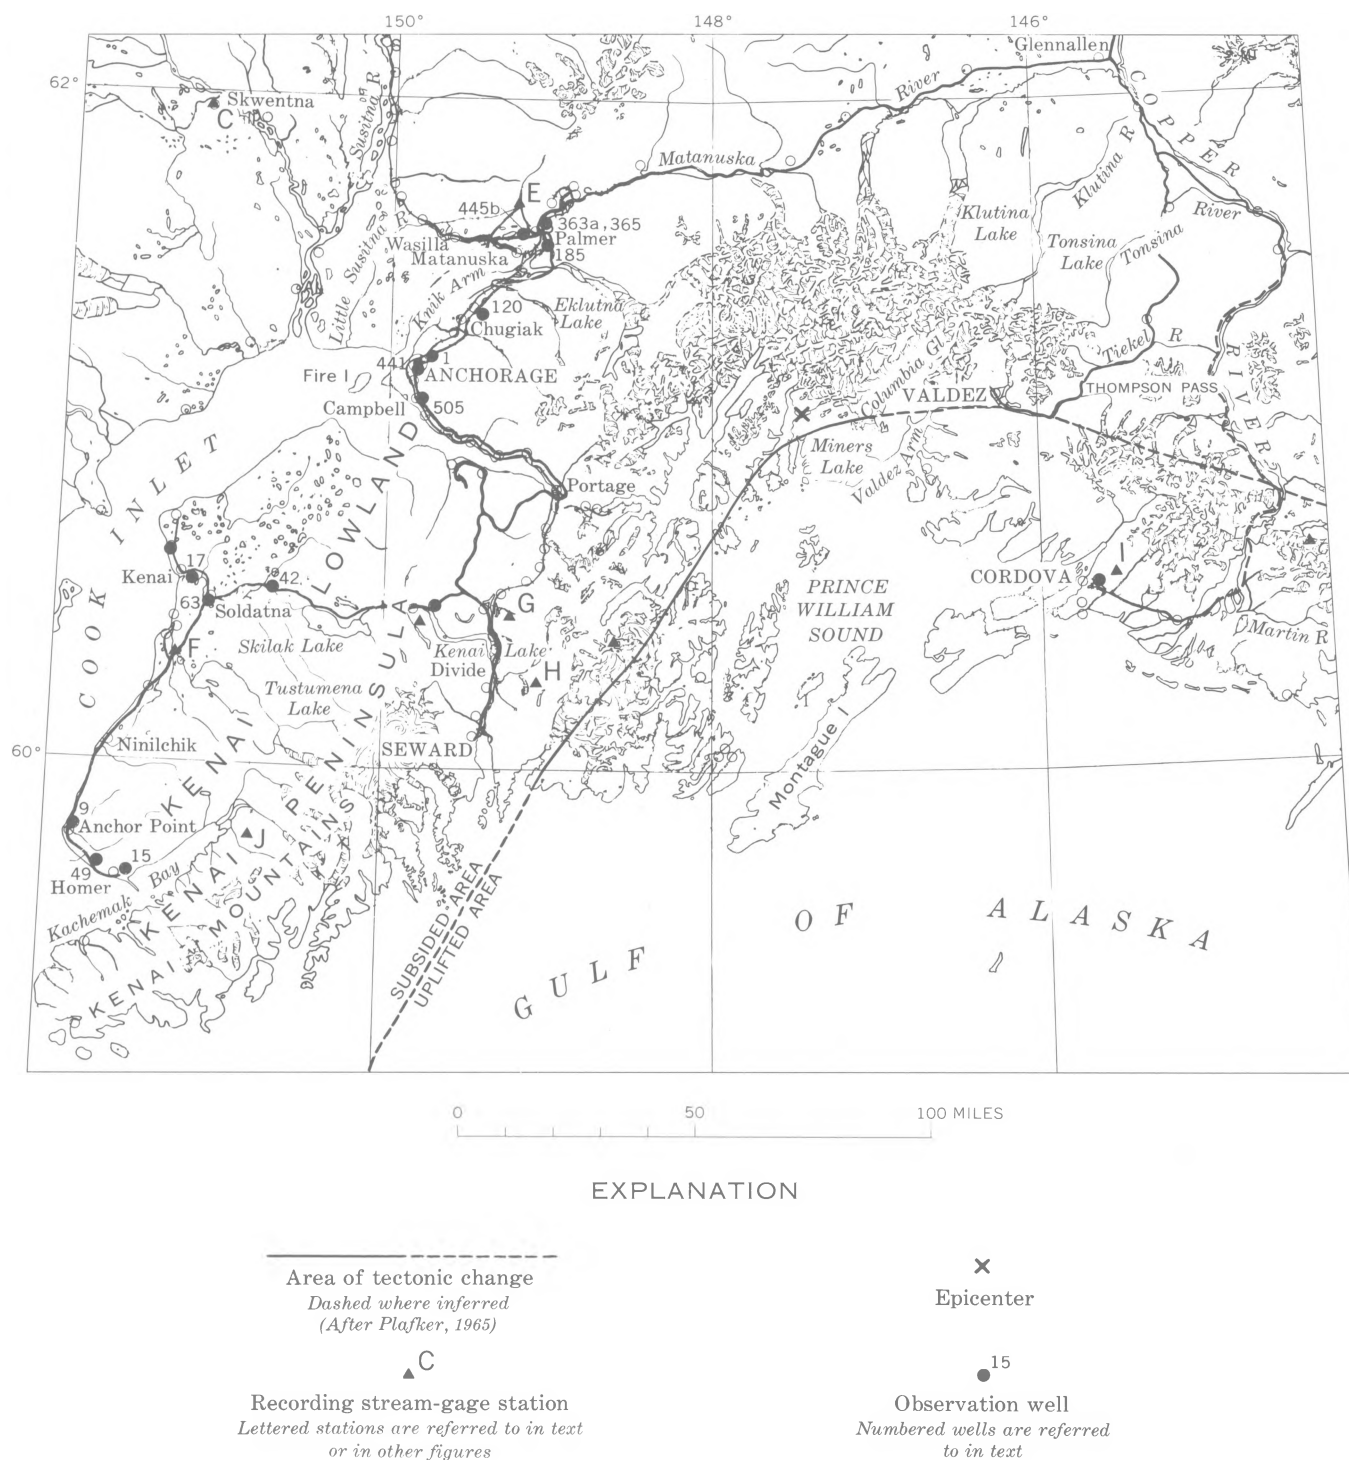 150° 148° 146°
Glennallen
62°
Skwentna
C
Susitna R
River
COPPER
Matanuska
Klutina R
E
445b
363a, 365
Palmer
185
Wasilla
Matanuska
Little Susitna R
Knik Arm
Klutina
Lake
Tonsina
Lake
Tonsina
River
120
Chugiak
Eklutna
Lake
441
1
ANCHORAGE
Fire I
Campbell
505
Columbia Gl
VALDEZ
Tiekel R
THOMPSON PASS
RIVER
Miners
Lake
Valdez Arm
COOK INLET
LOWLAND
Portage
17
Kenai
42
63
Soldatna
G
F
Skilak Lake
Kenai Lake
Divide
H
PRINCE
WILLIAM
SOUND
CORDOVA
I
Martin R
Tustumena
Lake
Ninilchik
SEWARD
60°
KENAI
PENINSULA
Montague I
9
Anchor Point
J
49
15
Homer
Kachemak Bay
KENAI
KENAI MOUNTAINS
SUBSIDED AREA
UPLIFTED AREA
GULF OF ALASKA
0 50 100 MILES
EXPLANATION
Area of tectonic change
Dashed where inferred
(After Plafker, 1965)
Epicenter
C
Recording stream-gage station
Lettered stations are referred to in text
or in other figures
15
Observation well
Numbered wells are referred
to in text